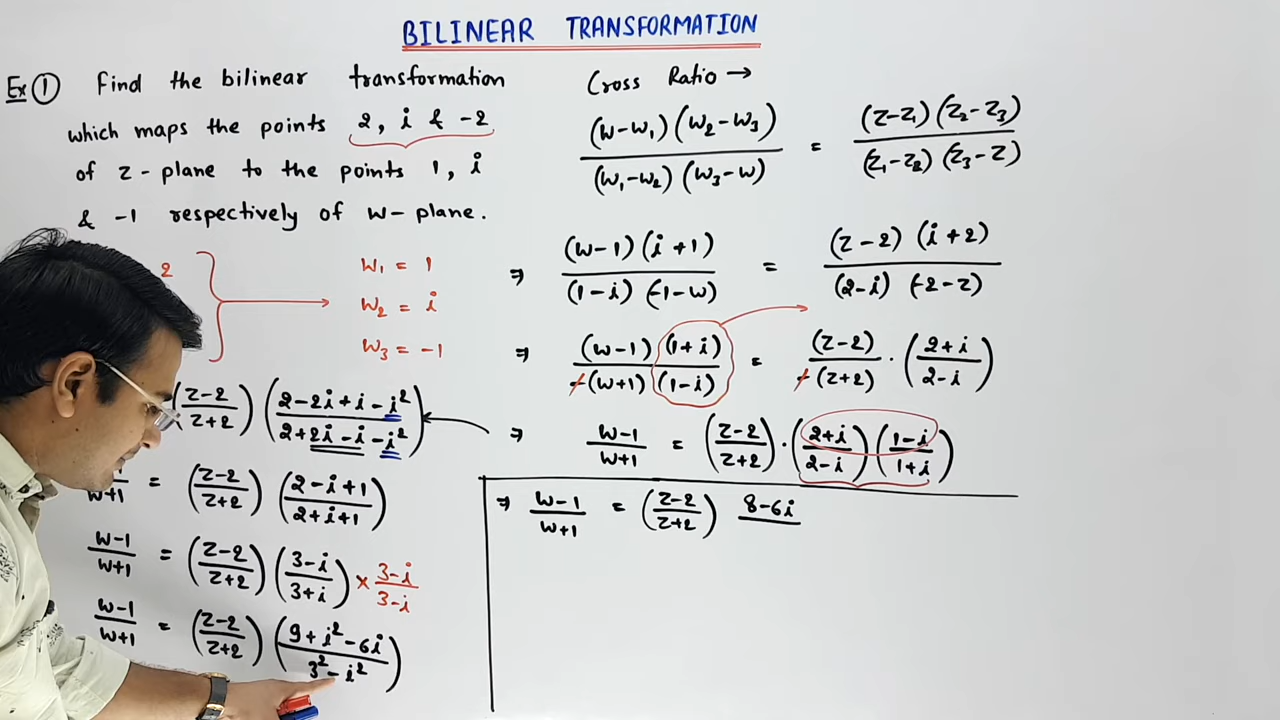 BILINEAR TRANSFORMATION
Ex ① Find the bilinear transformation
which maps the points 2, i & -2
of z-plane to the points 1, i
& -1 respectively of w-plane.
2
w₁ = 1
w₂ = i
w₃ = -1
((z-2)/(z+2)) ((2-2i+i-i²)/(2+2i-i-i²))
w+1 = ((z-2)/(z+2)) ((2-i+1)/(2+i+1))
(w-1)/(w+1) = ((z-2)/(z+2)) ((3-i)/(3+i)) × (3-i)/(3-i)
(w-1)/(w+1) = ((z-2)/(z+2)) ((9+i²-6i)/(3²-i²))
Cross Ratio →
(w-w₁)(w₂-w₃)/(w₁-w₂)(w₃-w) = (z-z₁)(z₂-z₃)/(z₁-z₂)(z₃-z)
⇒ (w-1)(i+1)/(1-i)(-1-w) = (z-2)(i+2)/(2-i)(-2-z)
⇒ (w-1)(1+i)/-(w+1)(1-i) = (z-2)/-(z+2) · ((2+i)/(2-i))
⇒ (w-1)/(w+1) = ((z-2)/(z+2)) · ((2+i)/(2-i)) ((1-i)/(1+i))
⇒ (w-1)/(w+1) = ((z-2)/(z+2)) 8-6i